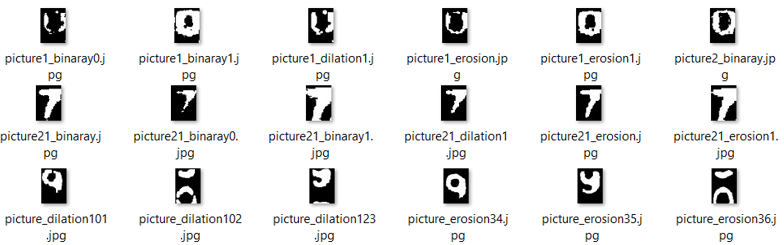 picture1_binaray0.j picture1_binaray1.j picture1_dilation1.j picture1_erosion.jp picture1_erosion1.j picture2_binaray.jp
pg pg pg g pg g
picture21_binaray.j picture21_binaray0. picture21_binaray1. picture21_dilation1 picture21_erosion.j picture21_erosion1.
pg jpg jpg .jpg pg jpg
picture_dilation101 picture_dilation102 picture_dilation123 picture_erosion34.j picture_erosion35.j picture_erosion36.j
.jpg .jpg .jpg pg pg pg